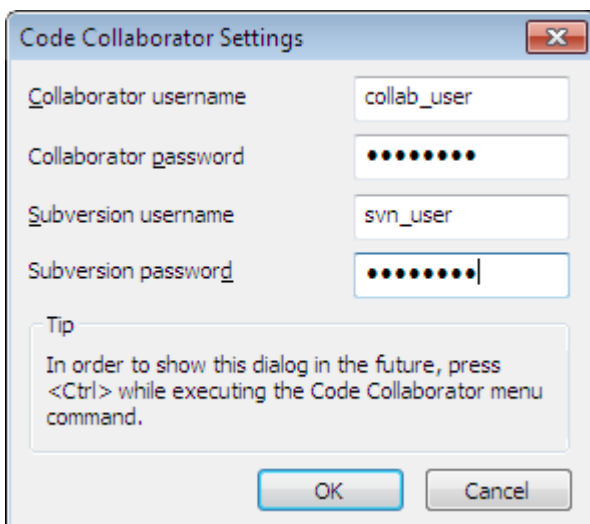 Code Collaborator Settings
Collaborator username collab_user
Collaborator password ●●●●●●●●
Subversion username svn_user
Subversion password ●●●●●●●●
Tip
In order to show this dialog in the future, press
<Ctrl> while executing the Code Collaborator menu
command.
OK Cancel